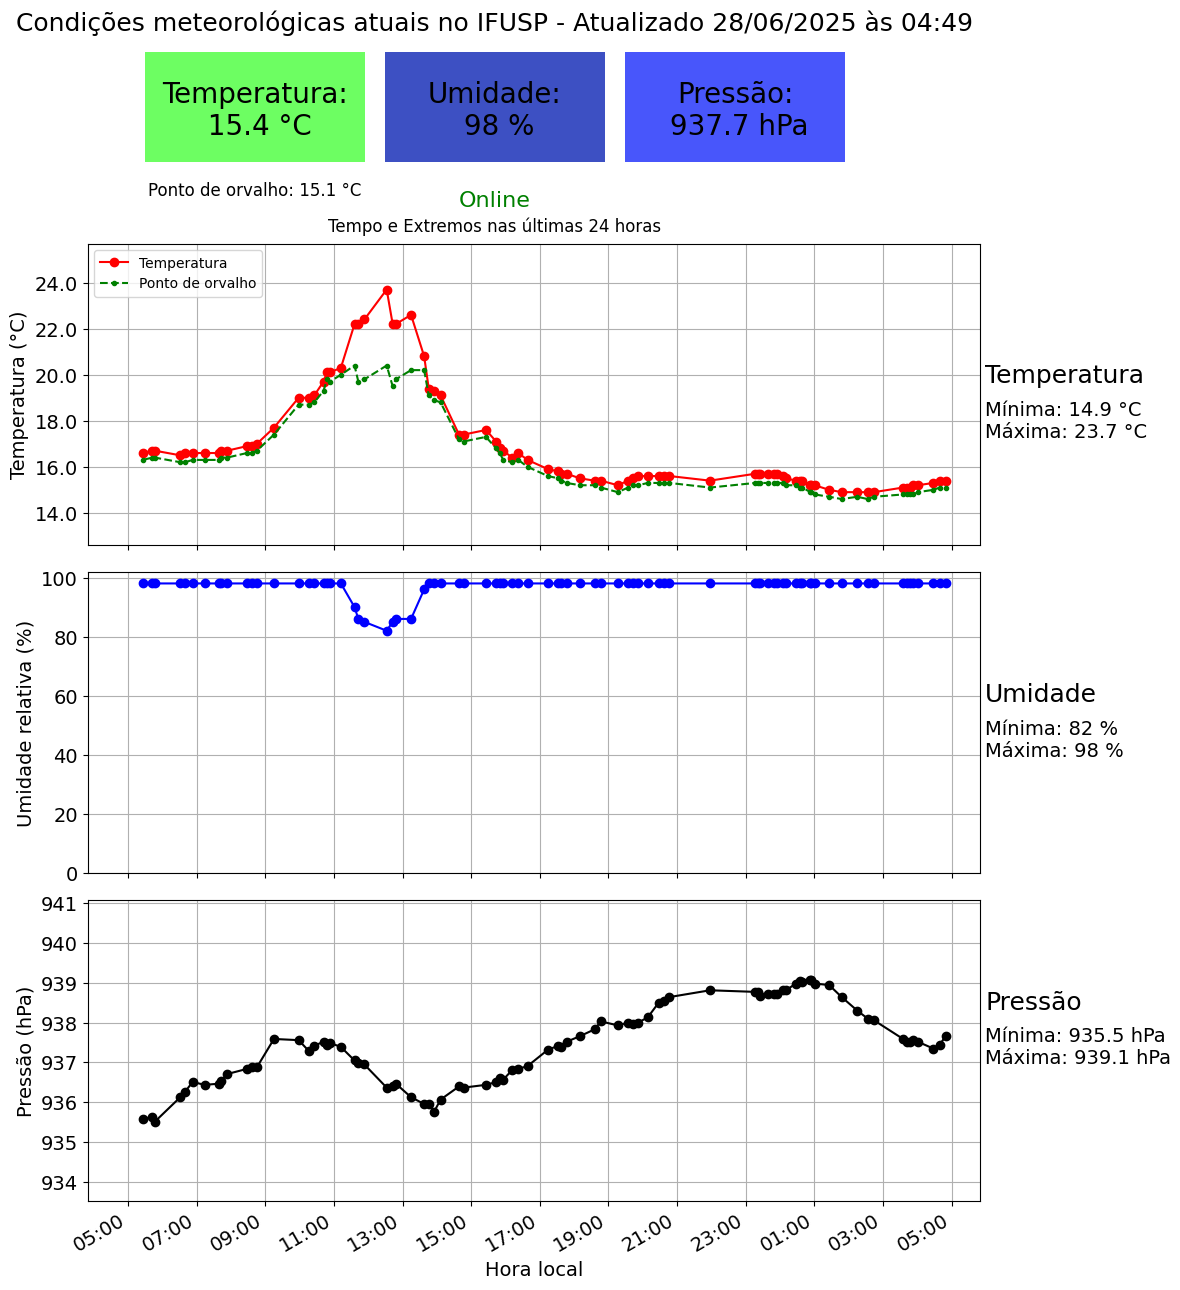 Condições meteorológicas atuais no IFUSP - Atualizado 28/06/2025 às 04:49
Temperatura:
15.4 °C
Umidade:
98 %
Pressão:
937.7 hPa
Ponto de orvalho: 15.1 °C
Online
Tempo e Extremos nas últimas 24 horas
Temperatura
Ponto de orvalho
Temperatura (°C)
24.0
22.0
20.0
18.0
16.0
14.0
Temperatura
Mínima: 14.9 °C
Máxima: 23.7 °C
Umidade relativa (%)
100
80
60
40
20
0
Umidade
Mínima: 82 %
Máxima: 98 %
Pressão (hPa)
941
940
939
938
937
936
935
934
Pressão
Mínima: 935.5 hPa
Máxima: 939.1 hPa
05:00
07:00
09:00
11:00
13:00
15:00
17:00
19:00
21:00
23:00
01:00
03:00
05:00
Hora local